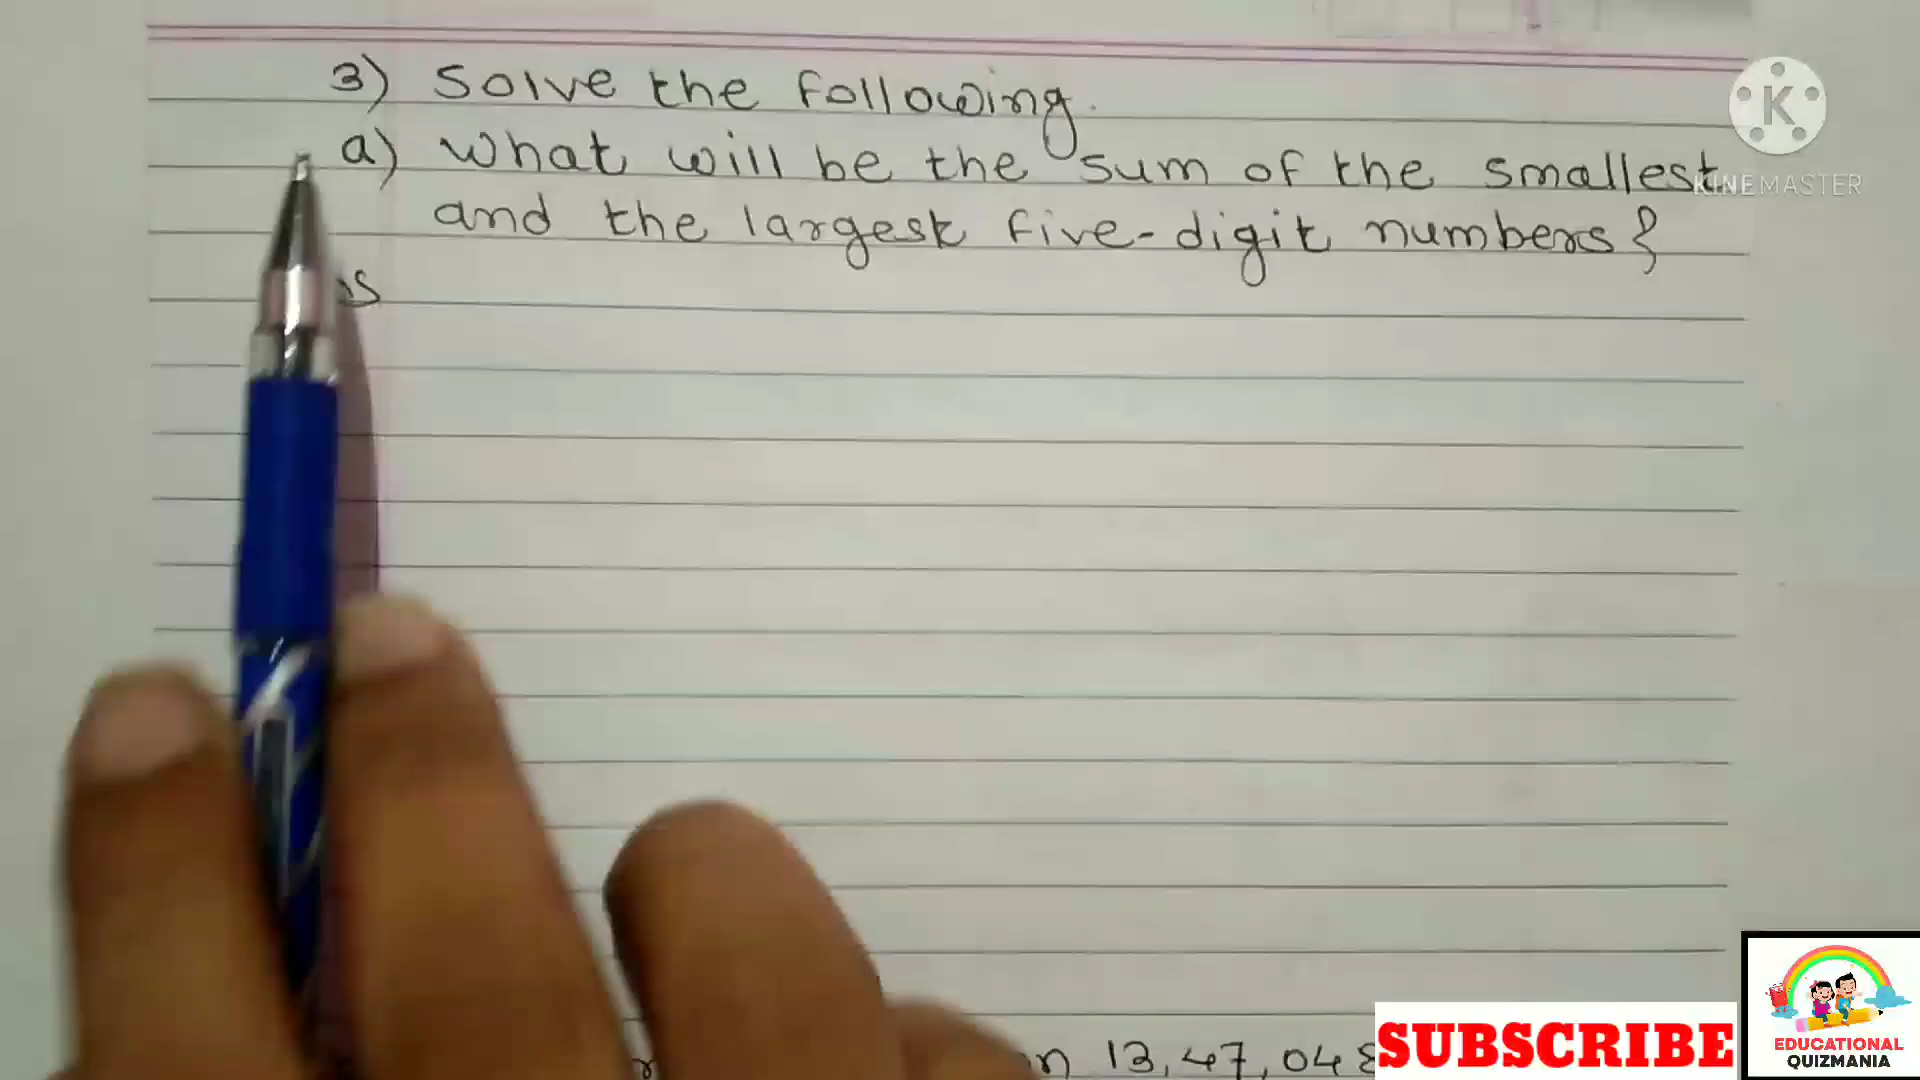 3) Solve the following.
a) What will be the sum of the smallest
and the largest five-digit numbers?
KINEMASTER
13,47,048
SUBSCRIBE
EDUCATIONAL
QUIZMANIA